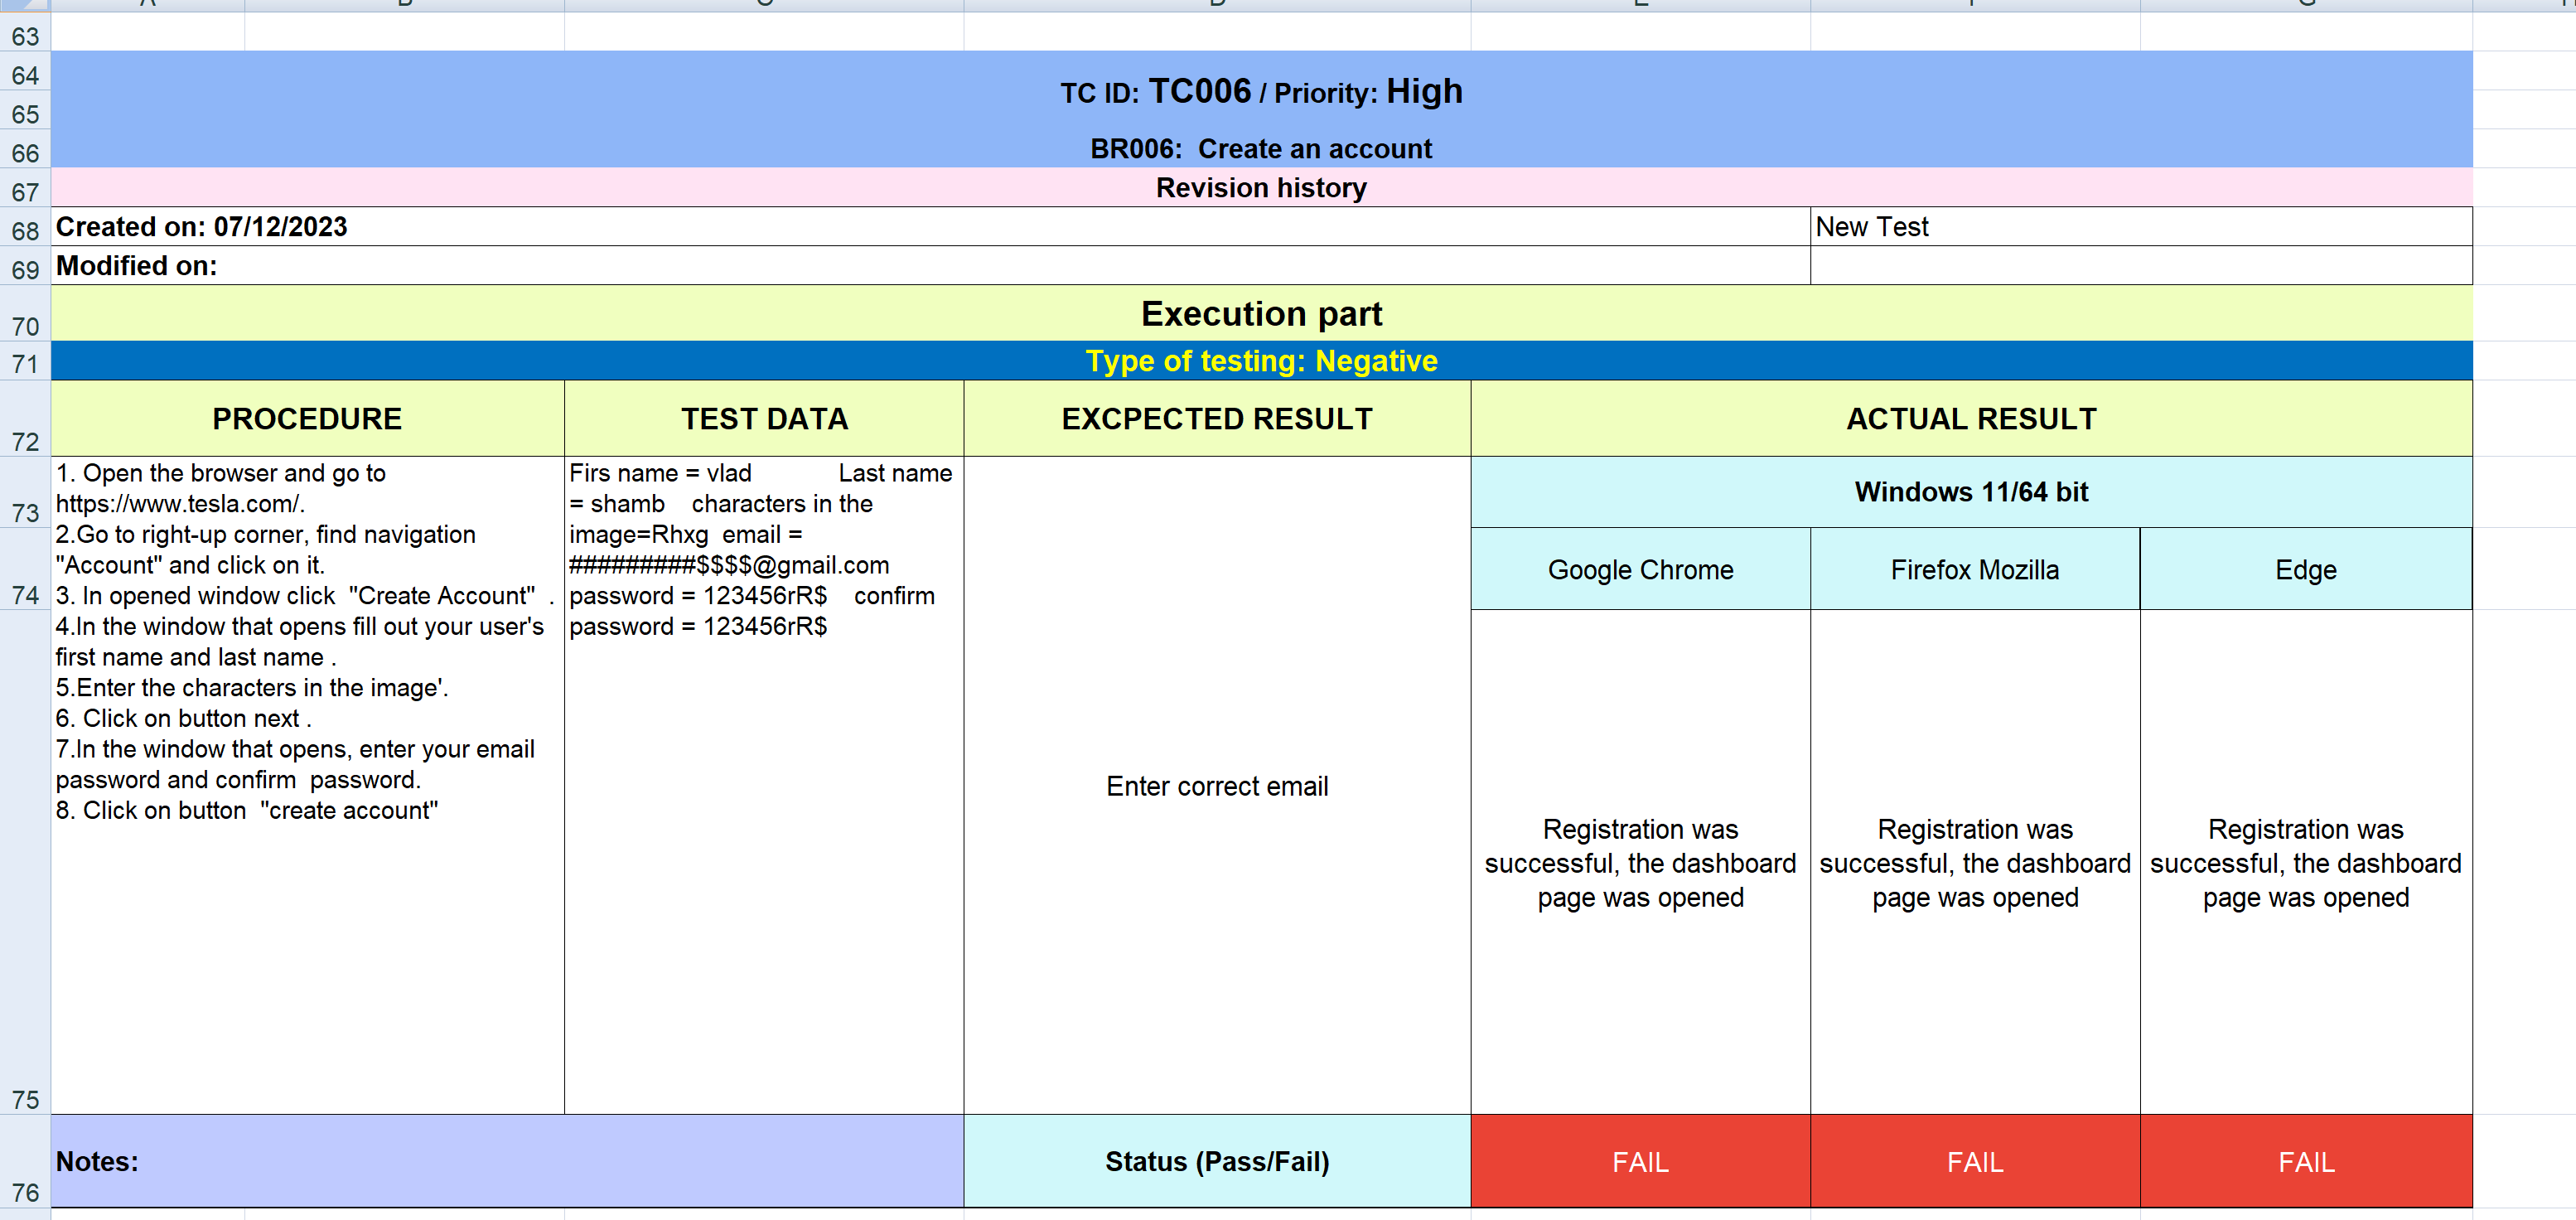 63
64
TC ID: TC006 / Priority: High
65
66
BR006:  Create an account
67
Revision history
68
Created on: 07/12/2023
New Test
69
Modified on:
70
Execution part
71
Type of testing: Negative
72
PROCEDURE
TEST DATA
EXCPECTED RESULT
ACTUAL RESULT
1. Open the browser and go to
https://www.tesla.com/.
2.Go to right-up corner, find navigation
"Account" and click on it.
3. In opened window click  "Create Account"  .
4.In the window that opens fill out your user's
first name and last name .
5.Enter the characters in the image'.
6. Click on button next .
7.In the window that opens, enter your email
password and confirm  password.
8. Click on button  "create account"
Firs name = vlad             Last name
= shamb    characters in the
image=Rhxg  email =
##########$$$$@gmail.com
password = 123456rR$    confirm
password = 123456rR$
Enter correct email
73
Windows 11/64 bit
74
Google Chrome
Firefox Mozilla
Edge
75
Registration was
successful, the dashboard
page was opened
Registration was
successful, the dashboard
page was opened
Registration was
successful, the dashboard
page was opened
76
Notes:
Status (Pass/Fail)
FAIL
FAIL
FAIL